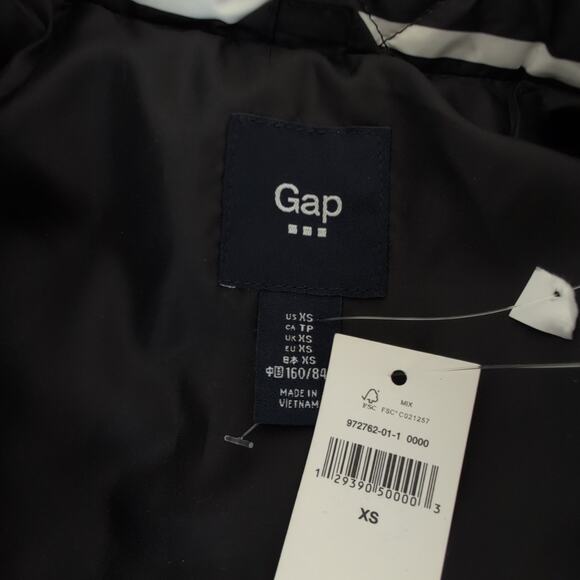 Gap
US XS
CA TP
UK XS
EU XS
日本 XS
中国 160/84
MADE IN
VIETNAM
MIX
FSC FSC® C021257
972762-01-1 0000
1 29390 50000 3
XS